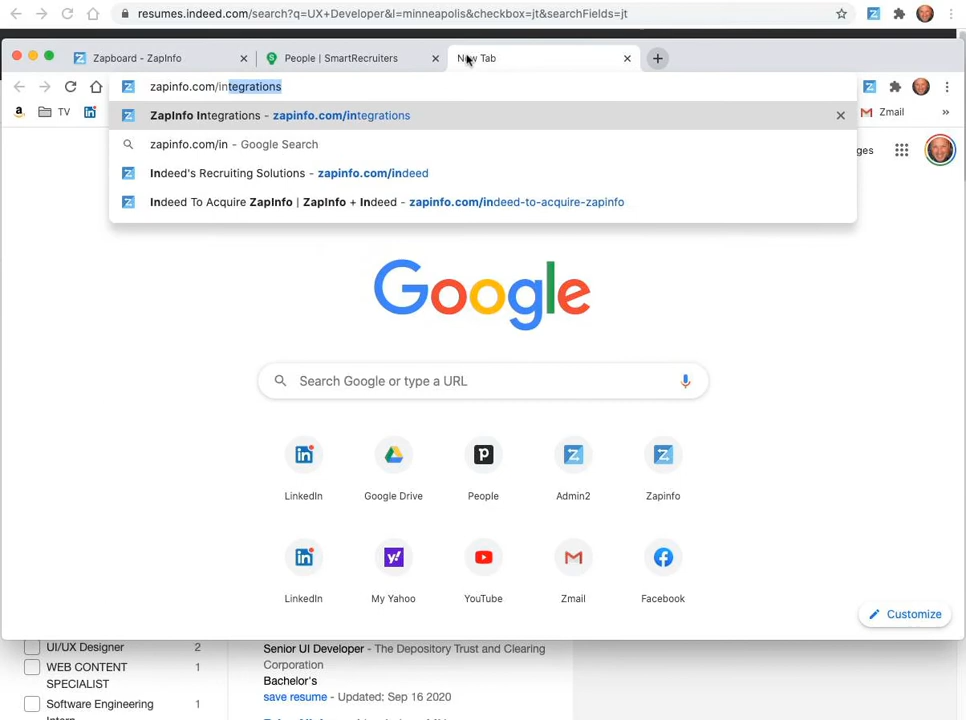 resumes.indeed.com/search?q=UX+Developer&l=minneapolis&checkbox=jt&searchFields=jt
Zapboard - ZapInfo
People | SmartRecruiters
New Tab
zapinfo.com/integrations
ZapInfo Integrations - zapinfo.com/integrations
zapinfo.com/in - Google Search
Indeed's Recruiting Solutions - zapinfo.com/indeed
Indeed To Acquire ZapInfo | ZapInfo + Indeed - zapinfo.com/indeed-to-acquire-zapinfo
TV
Zmail
»
ges
Google
Search Google or type a URL
LinkedIn
Google Drive
People
Admin2
Zapinfo
LinkedIn
My Yahoo
YouTube
Zmail
Facebook
Customize
UI/UX Designer 2
WEB CONTENT SPECIALIST 1
Software Engineering 1
Senior UI Developer - The Depository Trust and Clearing
Corporation
Bachelor's
save resume - Updated: Sep 16 2020